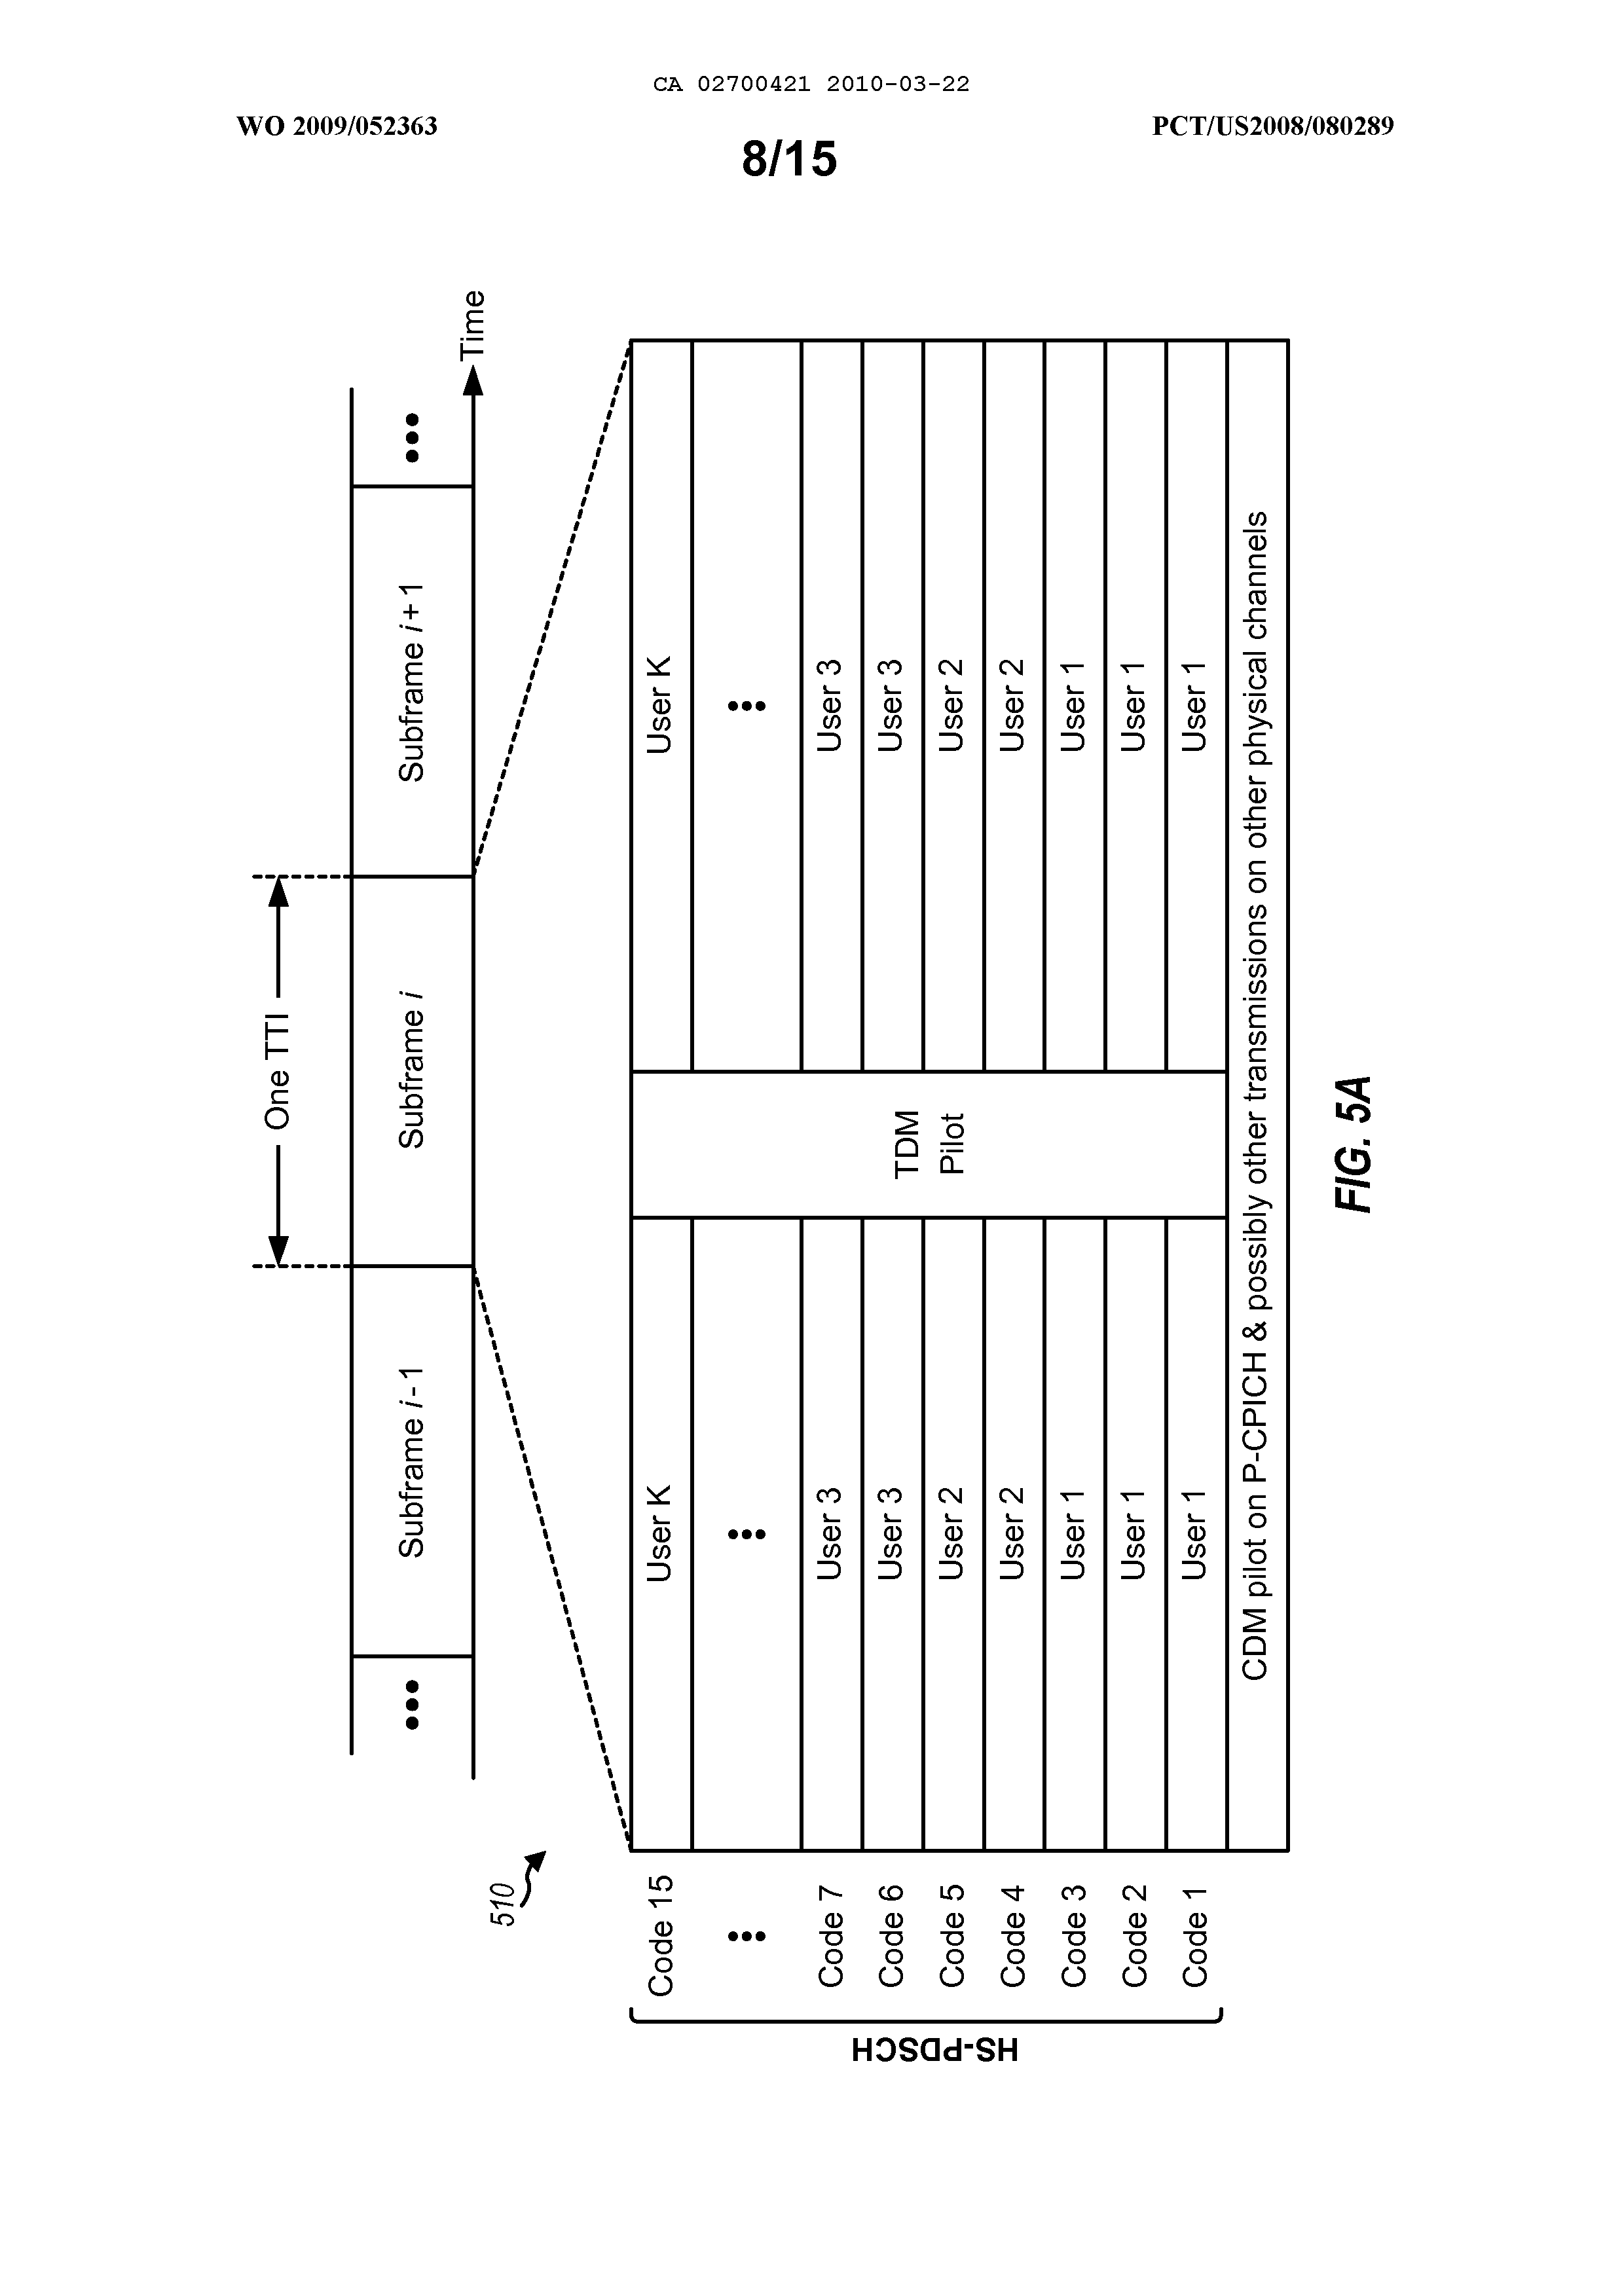 CA 02700421 2010-03-22
WO 2009/052363
PCT/US2008/080289
8/15
One TTI
••• Subframe i - 1 Subframe i Subframe i + 1 •••
Time
510
HS-PDSCH
Code 15 User K User K
••• ••• •••
Code 7 User 3 User 3
Code 6 User 3 User 3
Code 5 User 2 User 2
Code 4 User 2 User 2
Code 3 User 1 User 1
Code 2 User 1 User 1
Code 1 User 1 User 1
TDM
Pilot
CDM pilot on P-CPICH & possibly other transmissions on other physical channels
FIG. 5A